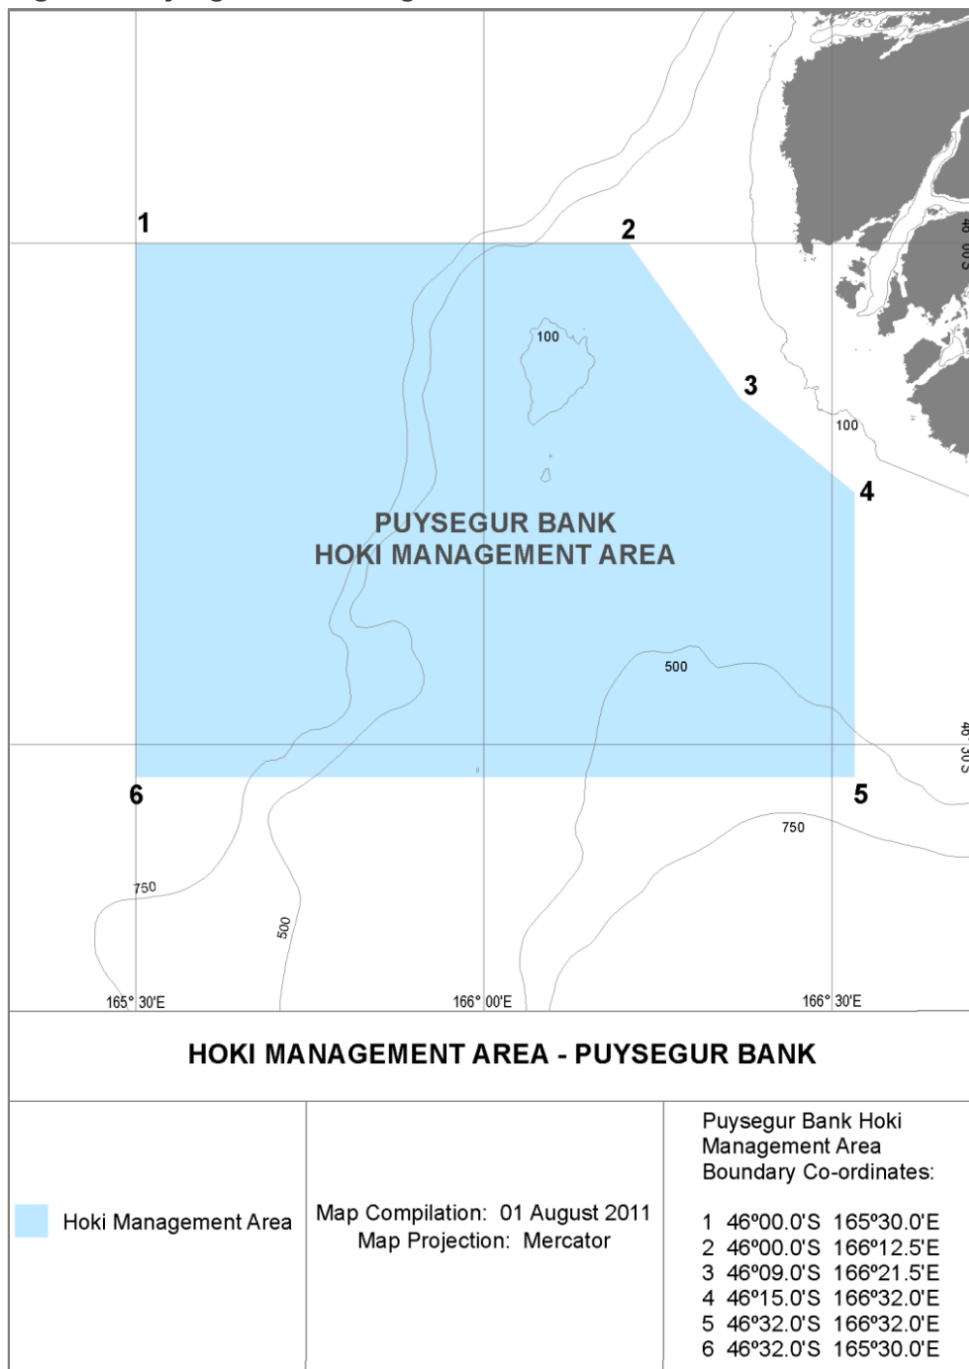 1
2
46° 00'S
100
3
100
4
PUYSEGUR BANK
HOKI MANAGEMENT AREA
500
46° 30'S
6
5
750
750
500
165° 30'E
166° 00'E
166° 30'E
HOKI MANAGEMENT AREA - PUYSEGUR BANK
Hoki Management Area
Map Compilation: 01 August 2011
Map Projection: Mercator
Puysegur Bank Hoki
Management Area
Boundary Co-ordinates:
1 46º00.0'S 165º30.0'E
2 46º00.0'S 166º12.5'E
3 46º09.0'S 166º21.5'E
4 46º15.0'S 166º32.0'E
5 46º32.0'S 166º32.0'E
6 46º32.0'S 165º30.0'E